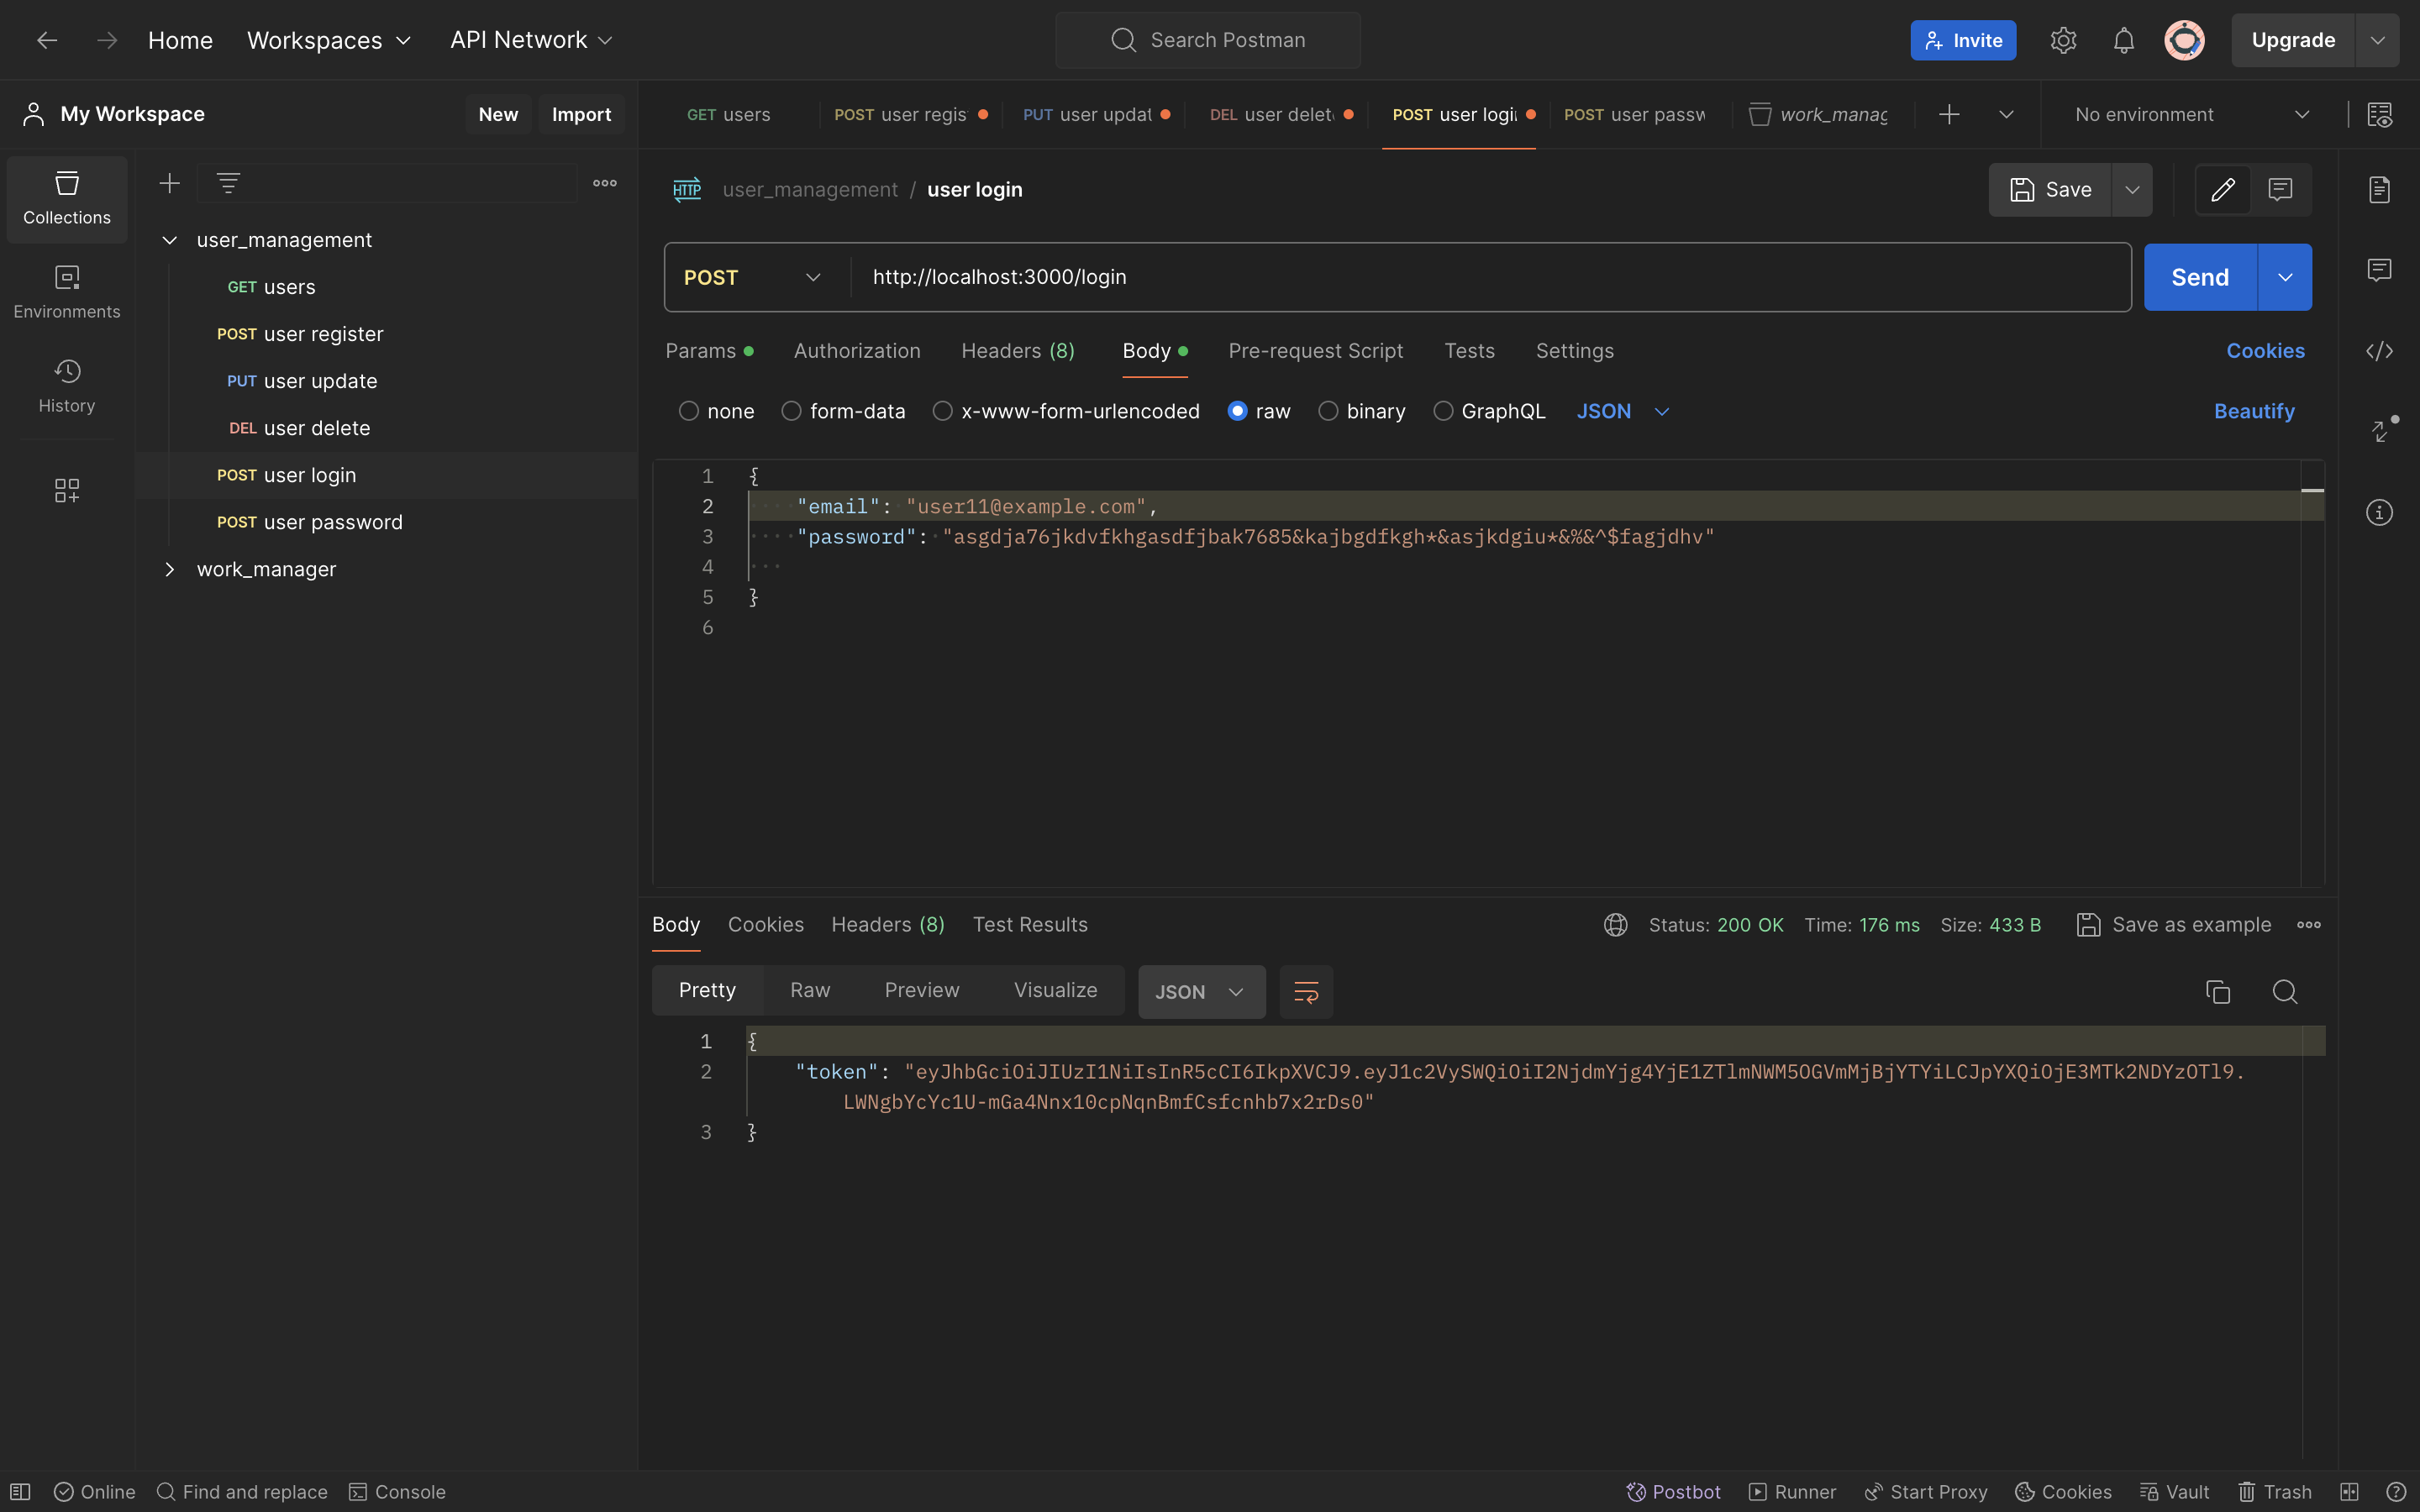 Home Workspaces API Network Search Postman Invite Upgrade
My Workspace New Import
GET users POST user regis PUT user updat DEL user delet POST user logi POST user passw work_manag No environment
Collections
Environments
History
user_management
GET users
POST user register
PUT user update
DEL user delete
POST user login
POST user password
work_manager
HTTP user_management / user login Save
POST http://localhost:3000/login Send
Params Authorization Headers (8) Body Pre-request Script Tests Settings Cookies
none form-data x-www-form-urlencoded raw binary GraphQL JSON Beautify
1 {
2 "email": "user11@example.com",
3 "password": "asgdja76jkdvfkhgasdfjbak7685&kajbgdfkgh*&asjkdgiu*&%&^$fagjdhv"
4
5 }
6
Body Cookies Headers (8) Test Results Status: 200 OK Time: 176 ms Size: 433 B Save as example
Pretty Raw Preview Visualize JSON
1 {
2 "token": "eyJhbGciOiJIUzI1NiIsInR5cCI6IkpXVCJ9.eyJ1c2VySWQiOiI2NjdmYjg4YjE1ZTlmNWM5OGVmMjBjYTYiLCJpYXQiOjE3MTk2NDYzOTl9.
LWNgbYcYc1U-mGa4Nnx10cpNqnBmfCsfcnhb7x2rDs0"
3 }
Online Find and replace Console Postbot Runner Start Proxy Cookies Vault Trash